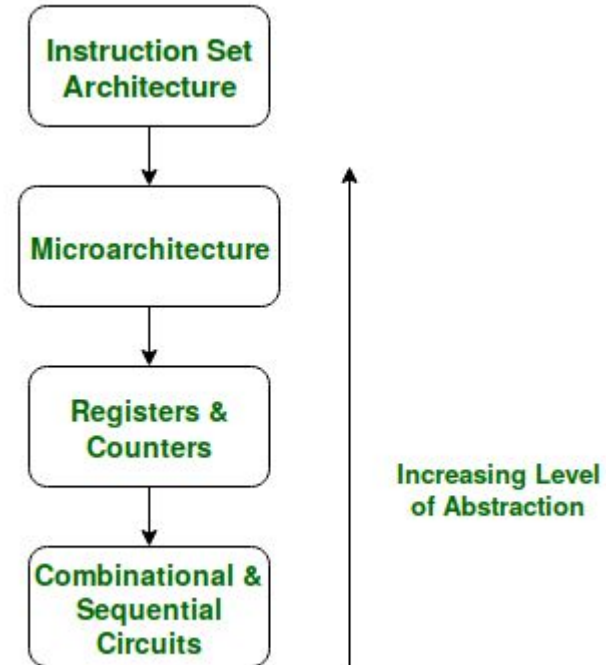 Instruction Set
Architecture
Microarchitecture
Registers &
Counters
Increasing Level
of Abstraction
Combinational &
Sequential
Circuits